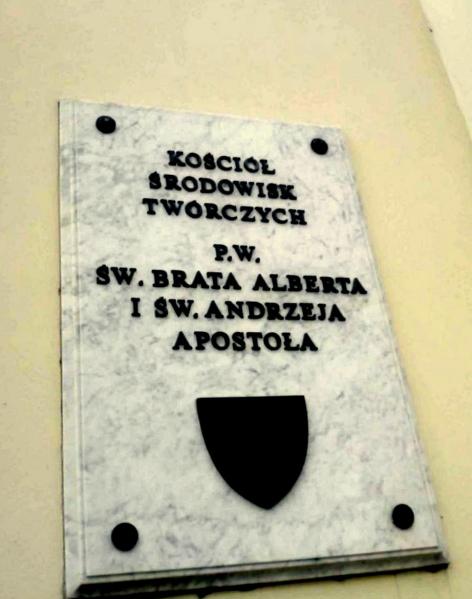 KOŚCIÓŁ
ŚRODOWISK
TWÓRCZYCH
P.W.
ŚW. BRATA ALBERTA
I ŚW. ANDRZEJA
APOSTOŁA